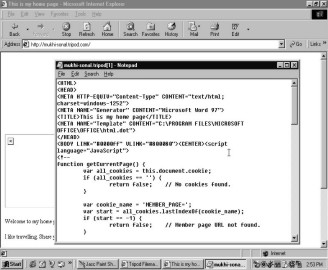 This is my home page - Microsoft Internet Explorer
File Edit View Favorites Tools Help
Back Stop Refresh Home Search Favorites History Mail Print
Address http://mukhi-sonal.tripod.com/ Go Links
mukhi-sonal.tripod[1] - Notepad
File Edit Search Help
<HTML>
<HEAD>
<META HTTP-EQUIV="Content-Type" CONTENT="text/html;
charset=windows-1252">
<META NAME="Generator" CONTENT="Microsoft Word 97">
<TITLE>This is my home page</TITLE>
<META NAME="Template" CONTENT="C:\PROGRAM FILES\MICROSOFT
OFFICE\OFFICE\html.dot">
</HEAD>
<BODY LINK="#0000FF" VLINK="#800080"><CENTER><script
language="JavaScript">
<!--
Function getCurrentPage() {
var all_cookies = this.document.cookie;
if (all_cookies == '') {
return False; // No cookies found.
}
var cookie_name = 'MEMBER_PAGE=';
var start = all_cookies.lastIndexOf(cookie_name);
if (start == -1) {
return False; // Member page URL not found.
}
Welcome to my home p
I like travelling. Share y
Internet
Start Jasc Paint Sh... Tripod Filema... This is my ho... mukhi-sona... 2:53 PM